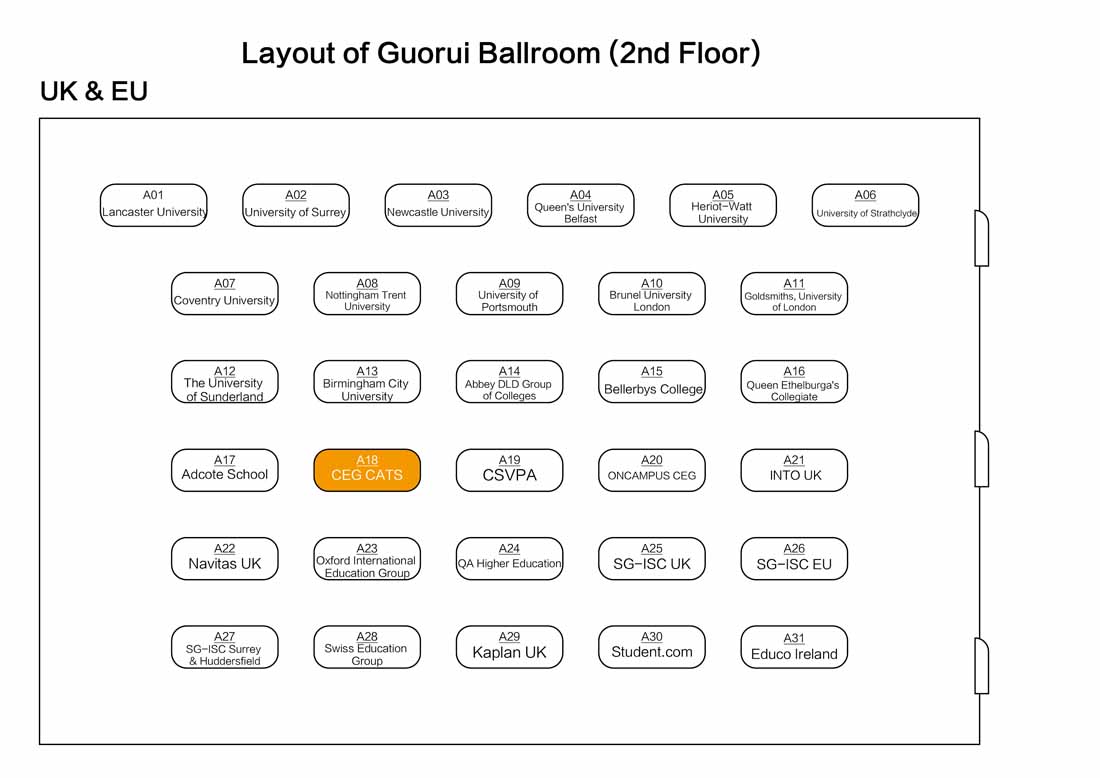 Layout of Guorui Ballroom (2nd Floor)
UK & EU
A01
Lancaster University
A02
University of Surrey
A03
Newcastle University
A04
Queen's University
Belfast
A05
Heriot-Watt
University
A06
University of Strathclyde
A07
Coventry University
A08
Nottingham Trent
University
A09
University of
Portsmouth
A10
Brunel University
London
A11
Goldsmiths, University
of London
A12
The University
of Sunderland
A13
Birmingham City
University
A14
Abbey DLD Group
of Colleges
A15
Bellerbys College
A16
Queen Ethelburga's
Collegiate
A17
Adcote School
A18
CEG CATS
A19
CSVPA
A20
ONCAMPUS CEG
A21
INTO UK
A22
Navitas UK
A23
Oxford International
Education Group
A24
QA Higher Education
A25
SG-ISC UK
A26
SG-ISC EU
A27
SG-ISC Surrey
& Huddersfield
A28
Swiss Education
Group
A29
Kaplan UK
A30
Student.com
A31
Educo Ireland